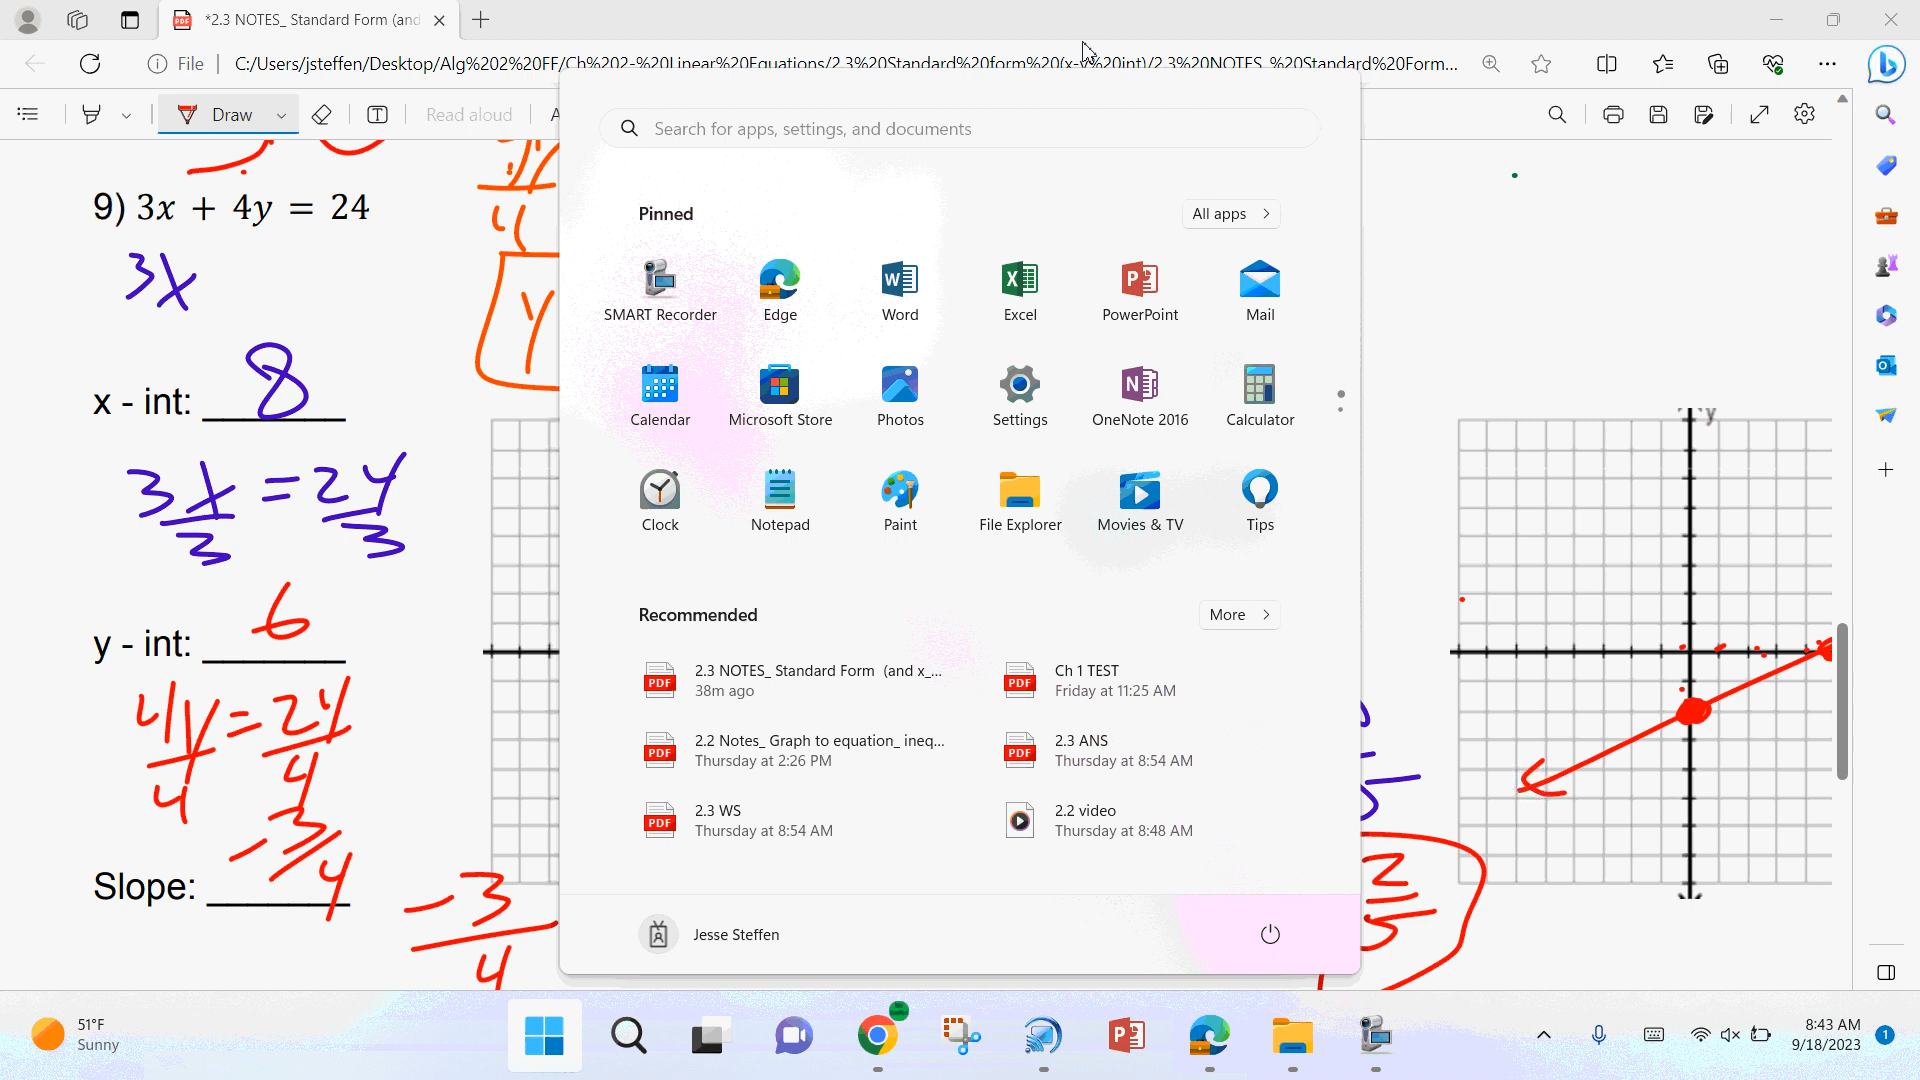 *2.3 NOTES_ Standard Form (and
File
C:/Users/jsteffen/Desktop/Alg%202%20FF/Ch%202-%20Linear%20Equations/2.3%20Standard%20form%20(x-y%20int)/2.3%20NOTES_%20Standard%20Form...
Draw
Read aloud
9) 3x + 4y = 24
3x
x - int: 8
3x = 24
3 3
y - int: 6
4y = 24
4 4
Slope: -3/4
-3
4
4
y
y
2
5
Search for apps, settings, and documents
Pinned
All apps
SMART Recorder
Edge
Word
Excel
PowerPoint
Mail
Calendar
Microsoft Store
Photos
Settings
OneNote 2016
Calculator
Clock
Notepad
Paint
File Explorer
Movies & TV
Tips
Recommended
More
2.3 NOTES_ Standard Form (and x_...
38m ago
Ch 1 TEST
Friday at 11:25 AM
2.2 Notes_ Graph to equation_ ineq...
Thursday at 2:26 PM
2.3 ANS
Thursday at 8:54 AM
2.3 WS
Thursday at 8:54 AM
2.2 video
Thursday at 8:48 AM
Jesse Steffen
51°F
Sunny
8:43 AM
9/18/2023
1